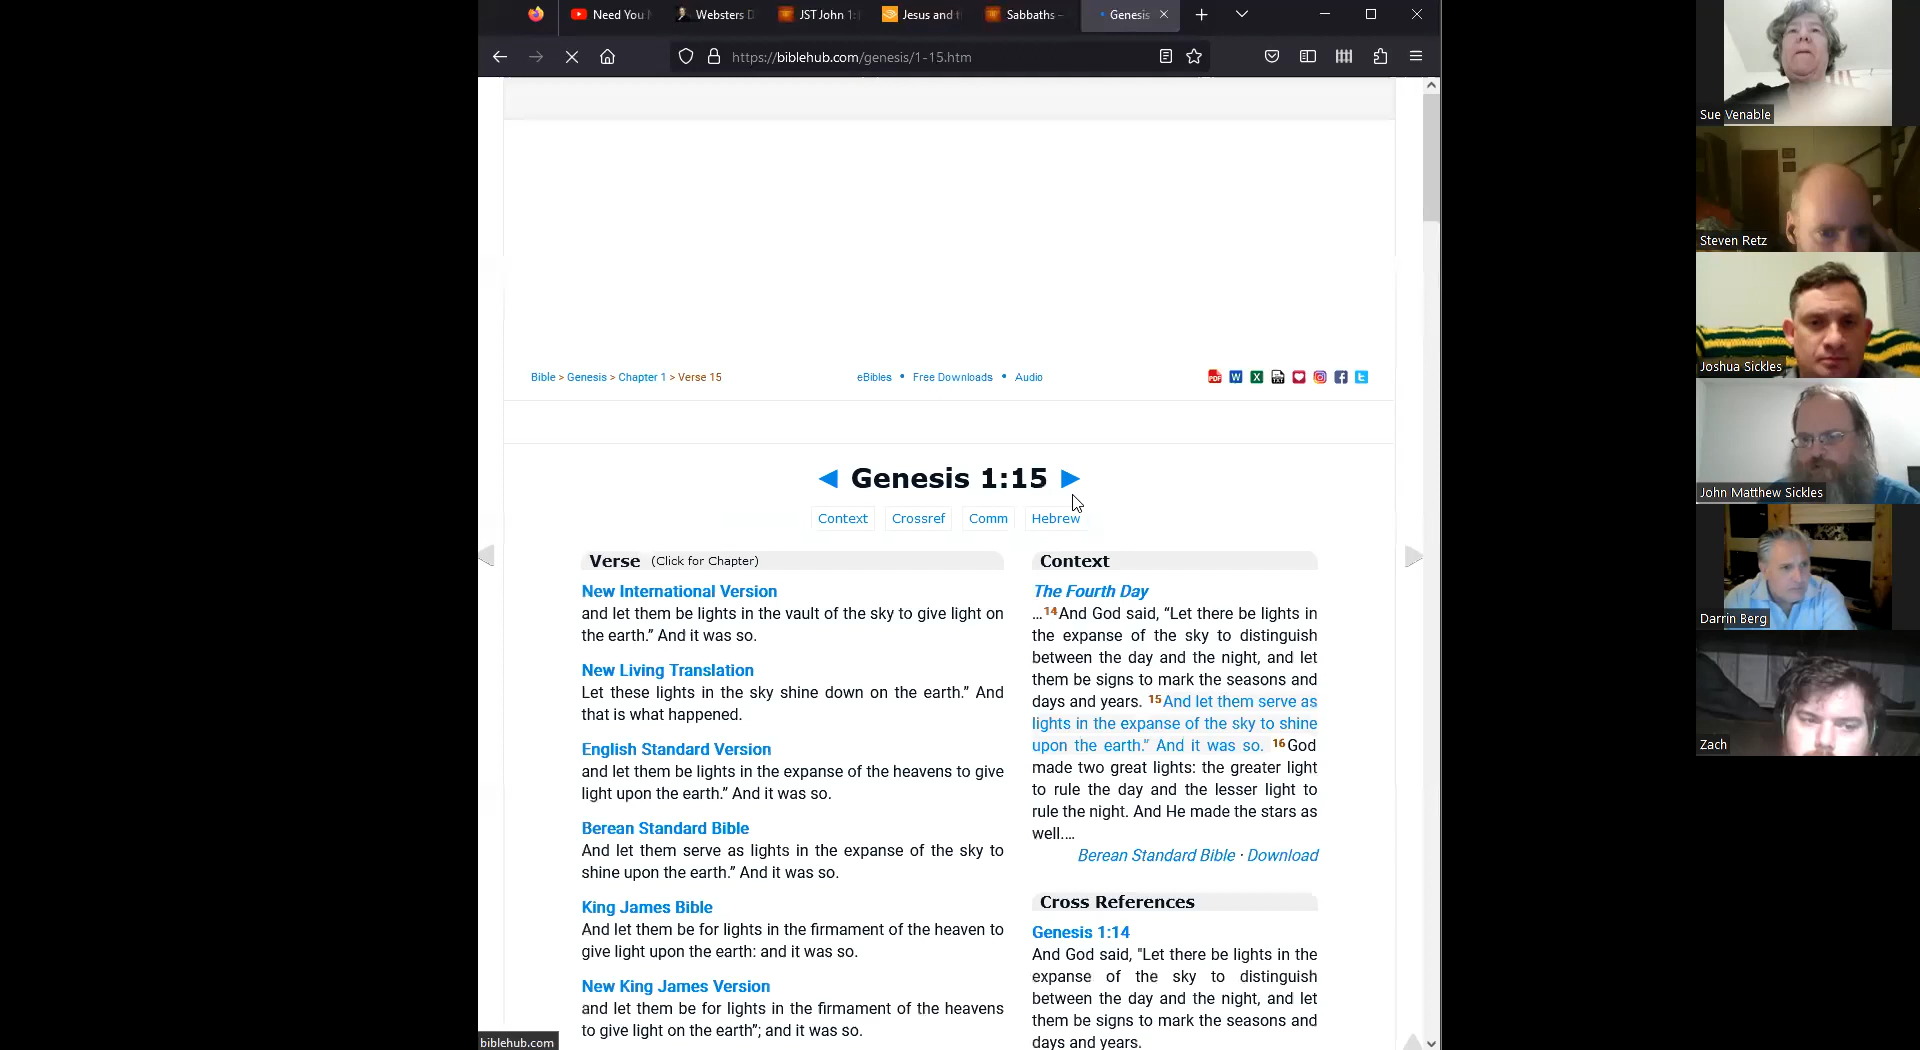 Need You
Websters D
JST John 1:
Jesus and t
Sabbaths –
Genesis
https://biblehub.com/genesis/1-15.htm
Bible > Genesis > Chapter 1 > Verse 15
eBibles • Free Downloads • Audio
Genesis 1:15
Context
Crossref
Comm
Hebrew
Verse (Click for Chapter)
New International Version
and let them be lights in the vault of the sky to give light on
the earth.” And it was so.
New Living Translation
Let these lights in the sky shine down on the earth.” And
that is what happened.
English Standard Version
and let them be lights in the expanse of the heavens to give
light upon the earth.” And it was so.
Berean Standard Bible
And let them serve as lights in the expanse of the sky to
shine upon the earth.” And it was so.
King James Bible
And let them be for lights in the firmament of the heaven to
give light upon the earth: and it was so.
New King James Version
and let them be for lights in the firmament of the heavens
to give light on the earth”; and it was so.
Context
The Fourth Day
…14And God said, “Let there be lights in
the expanse of the sky to distinguish
between the day and the night, and let
them be signs to mark the seasons and
days and years. 15And let them serve as
lights in the expanse of the sky to shine
upon the earth." And it was so. 16God
made two great lights: the greater light
to rule the day and the lesser light to
rule the night. And He made the stars as
well.…
Berean Standard Bible · Download
Cross References
Genesis 1:14
And God said, "Let there be lights in the
expanse of the sky to distinguish
between the day and the night, and let
them be signs to mark the seasons and
days and years.
biblehub.com
Sue Venable
Steven Retz
Joshua Sickles
John Matthew Sickles
Darrin Berg
Zach